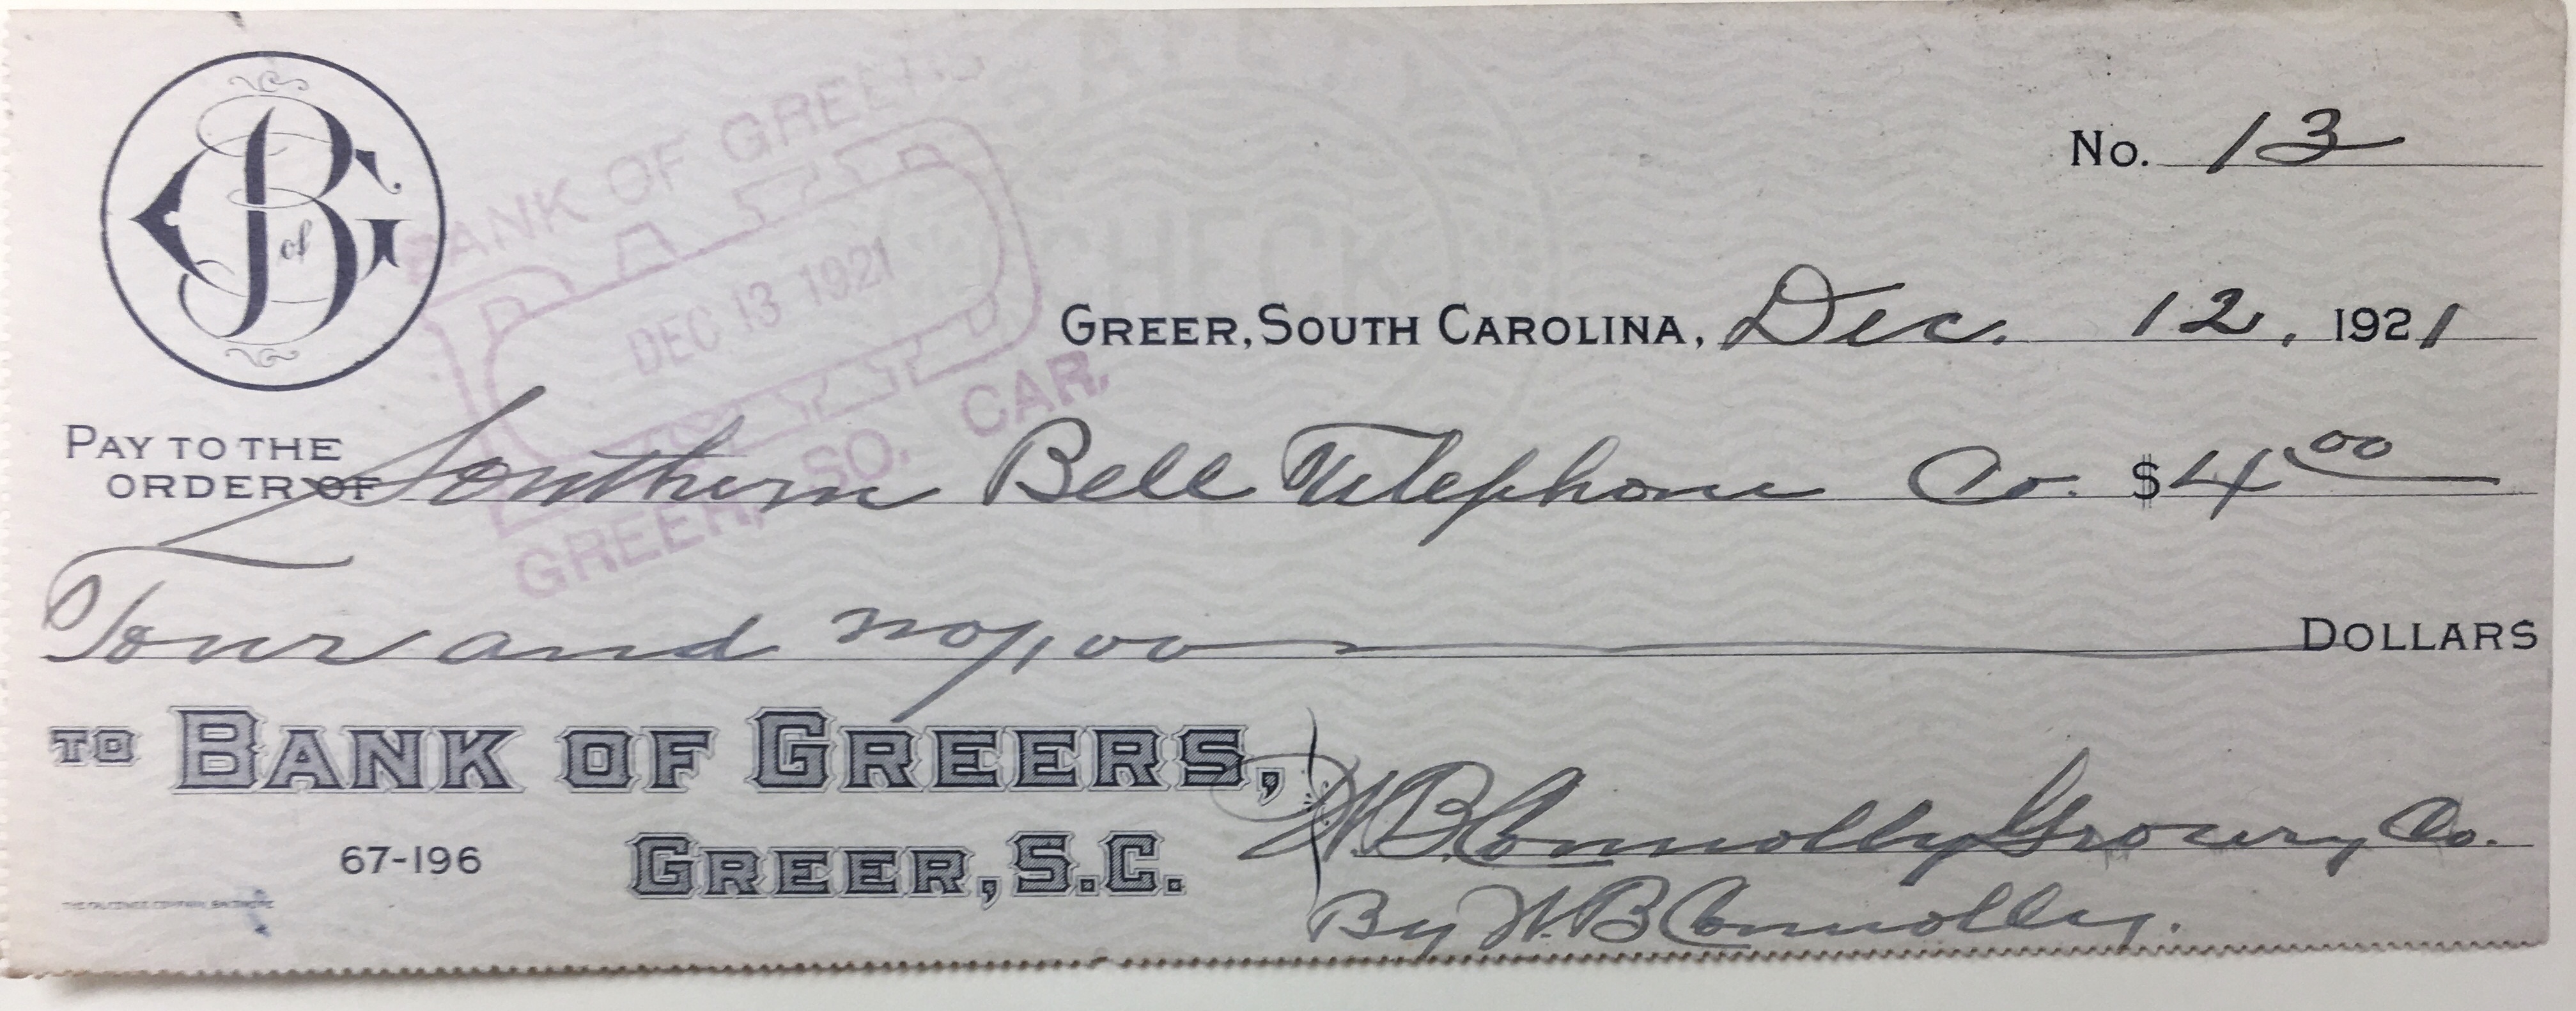 B of G
BANK OF GREERS
PAID
DEC 13 1921
GREER, SO. CAR.
SAFETY
CHECK
No. 13
GREER, SOUTH CAROLINA, Dec. 12, 1921
PAY TO THE
ORDER OF Southern Bell Telephone Co. $4 00
Four and no/100 DOLLARS
TO BANK OF GREERS,
67-196 GREER, S.C.
W.B. Connolly Grocery Co.
By W.B. Connolly.